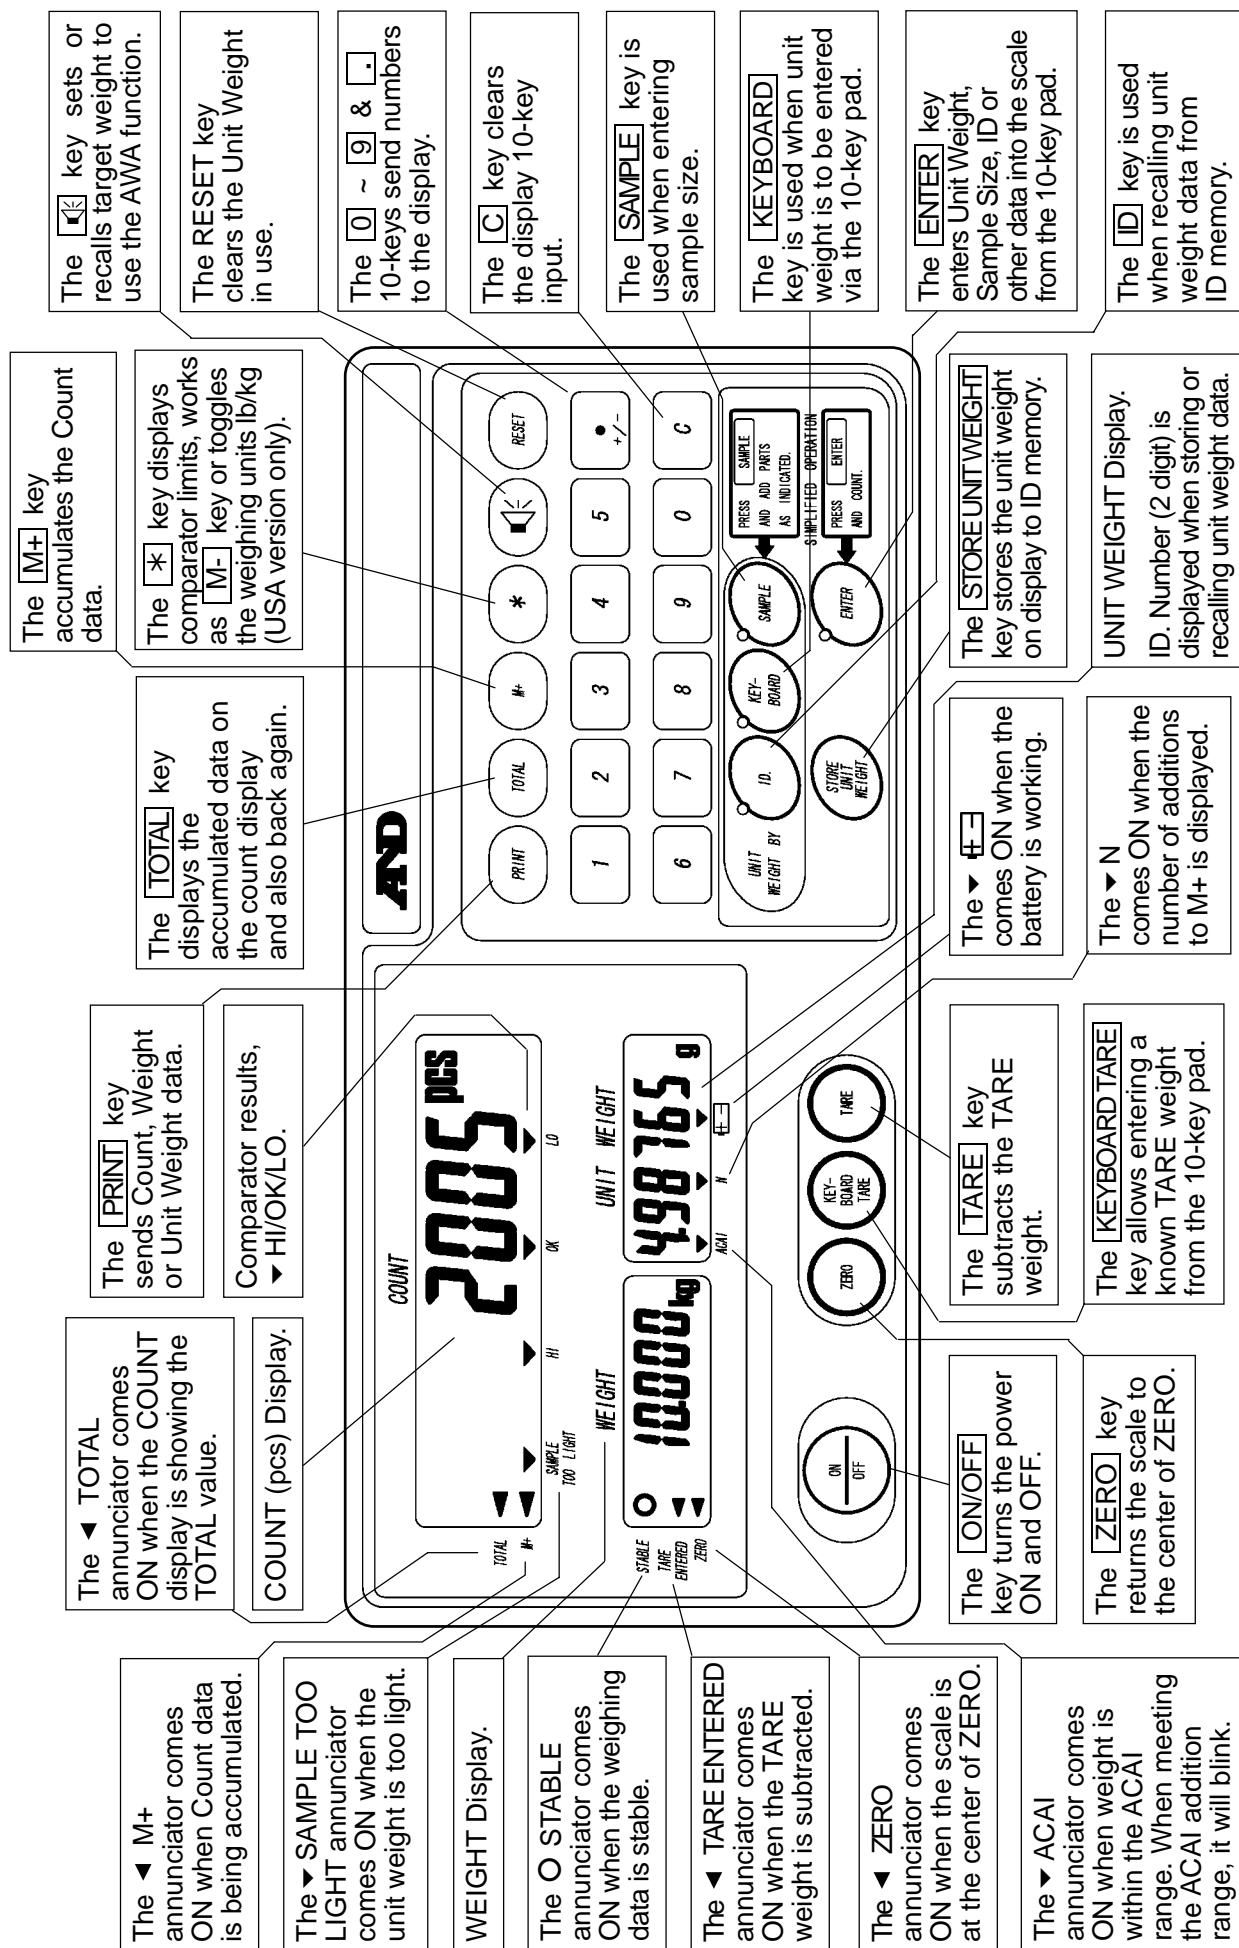 The ◄ M+
annunciator comes
ON when Count data
is being accumulated.
The ▼ SAMPLE TOO
LIGHT annunciator
comes ON when the
unit weight is too light.
WEIGHT Display.
The O STABLE
annunciator comes
ON when the weighing
data is stable.
The ◄ TARE ENTERED
annunciator comes
ON when the TARE
weight is subtracted.
The ◄ ZERO
annunciator comes
ON when the scale is
at the center of ZERO.
The ▼ ACAI
annunciator comes
ON when weight is
within the ACAI
range. When meeting
the ACAI addition
range, it will blink.
The ◄ TOTAL
annunciator comes
ON when the COUNT
display is showing the
TOTAL value.
COUNT (pcs) Display.
The PRINT key
sends Count, Weight
or Unit Weight data.
Comparator results,
▼ HI/OK/LO.
The TOTAL key
displays the
accumulated data on
the count display
and also back again.
The M+ key
accumulates the Count
data.
The * key displays
comparator limits, works
as M- key or toggles
the weighing units lb/kg
(USA version only).
The key sets or
recalls target weight to
use the AWA function.
The RESET key
clears the Unit Weight
in use.
The 0 ~ 9 & .
10-keys send numbers
to the display.
The C key clears
the display 10-key
input.
The SAMPLE key is
used when entering
sample size.
The KEYBOARD
key is used when unit
weight is to be entered
via the 10-key pad.
The ENTER key
enters Unit Weight,
Sample Size, ID or
other data into the scale
from the 10-key pad.
The ID key is used
when recalling unit
weight data from
ID memory.
COUNT
2005 pcs
TOTAL
M+
SAMPLE
TOO LIGHT
HI
OK
LO
WEIGHT
10.000 kg
STABLE
TARE
ENTERED
ZERO
UNIT WEIGHT
4.98765 g
ACAI
N
ON
OFF
ZERO
KEY-
BOARD
TARE
TARE
AND
PRINT
TOTAL
M+
*
RESET
1
2
3
4
5
●
+/-
6
7
8
9
0
C
UNIT
WEIGHT BY
ID.
KEY-
BOARD
SAMPLE
PRESS SAMPLE
AND ADD PARTS
AS INDICATED.
SIMPLIFIED OPERATION
STORE
UNIT
WEIGHT
ENTER
PRESS ENTER
AND COUNT.
The ON/OFF
key turns the power
ON and OFF.
The ZERO key
returns the scale to
the center of ZERO.
The TARE key
subtracts the TARE
weight.
The KEYBOARD TARE
key allows entering a
known TARE weight
from the 10-key pad.
The ▼
comes ON when the
battery is working.
The ▼ N
comes ON when the
number of additions
to M+ is displayed.
The STORE UNIT WEIGHT
key stores the unit weight
on display to ID memory.
UNIT WEIGHT Display.
ID. Number (2 digit) is
displayed when storing or
recalling unit weight data.